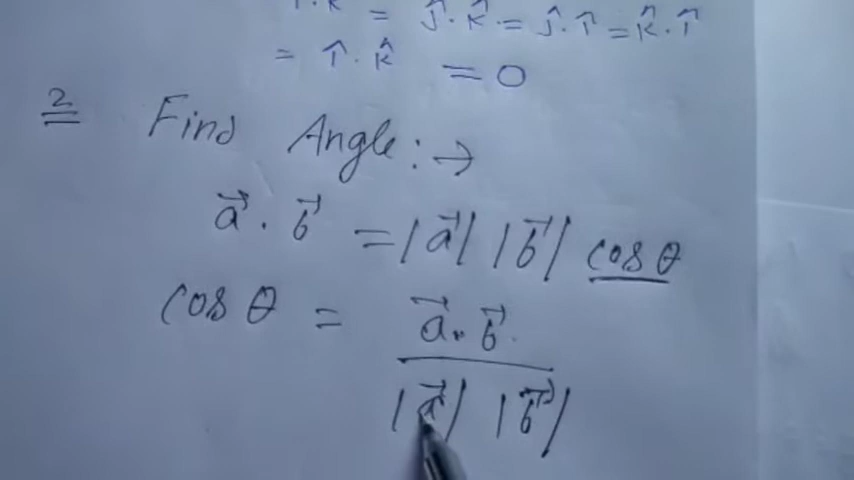 = ĵ·k̂ = ĵ·î = k̂·î
= î·k̂ = 0
2 Find Angle :→
a⃗ . b⃗ = |a⃗| |b⃗| cos θ
cos θ = a⃗ . b⃗
|a⃗| |b⃗|